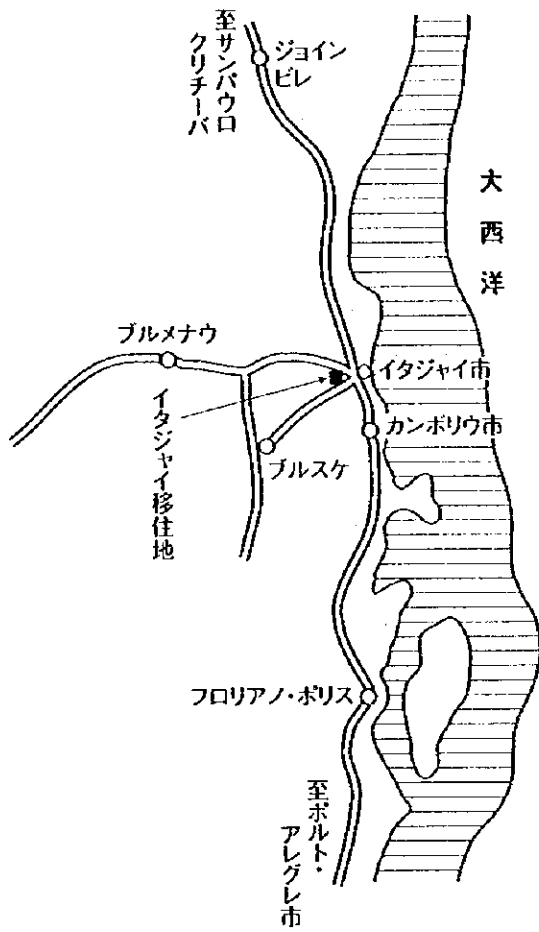 至サンパウロ
クリチーバ
ジョイン
ビレ
大西洋
ブルメナウ
イタジャイ市
イタジャイ移住地
カンボリウ市
ブルスケ
フロリアノ・ポリス
至ポルト・
アレグレ市